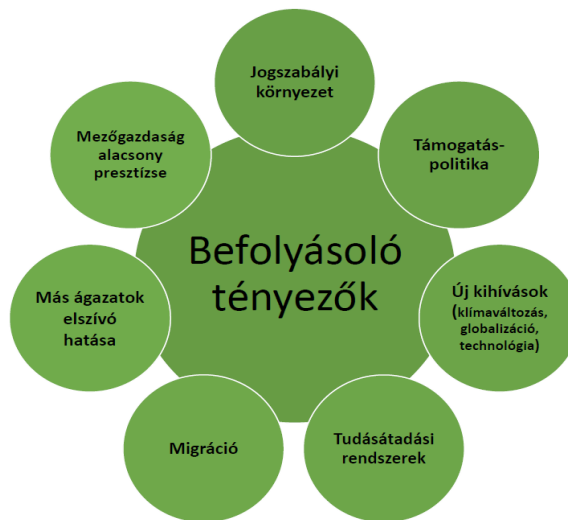 Jogszabályi
környezet
Támogatás-
politika
Új kihívások
(klímaváltozás,
globalizáció,
technológia)
Tudásátadási
rendszerek
Migráció
Más ágazatok
elszívó
hatása
Mezőgazdaság
alacsony
presztízse
Befolyásoló
tényezők